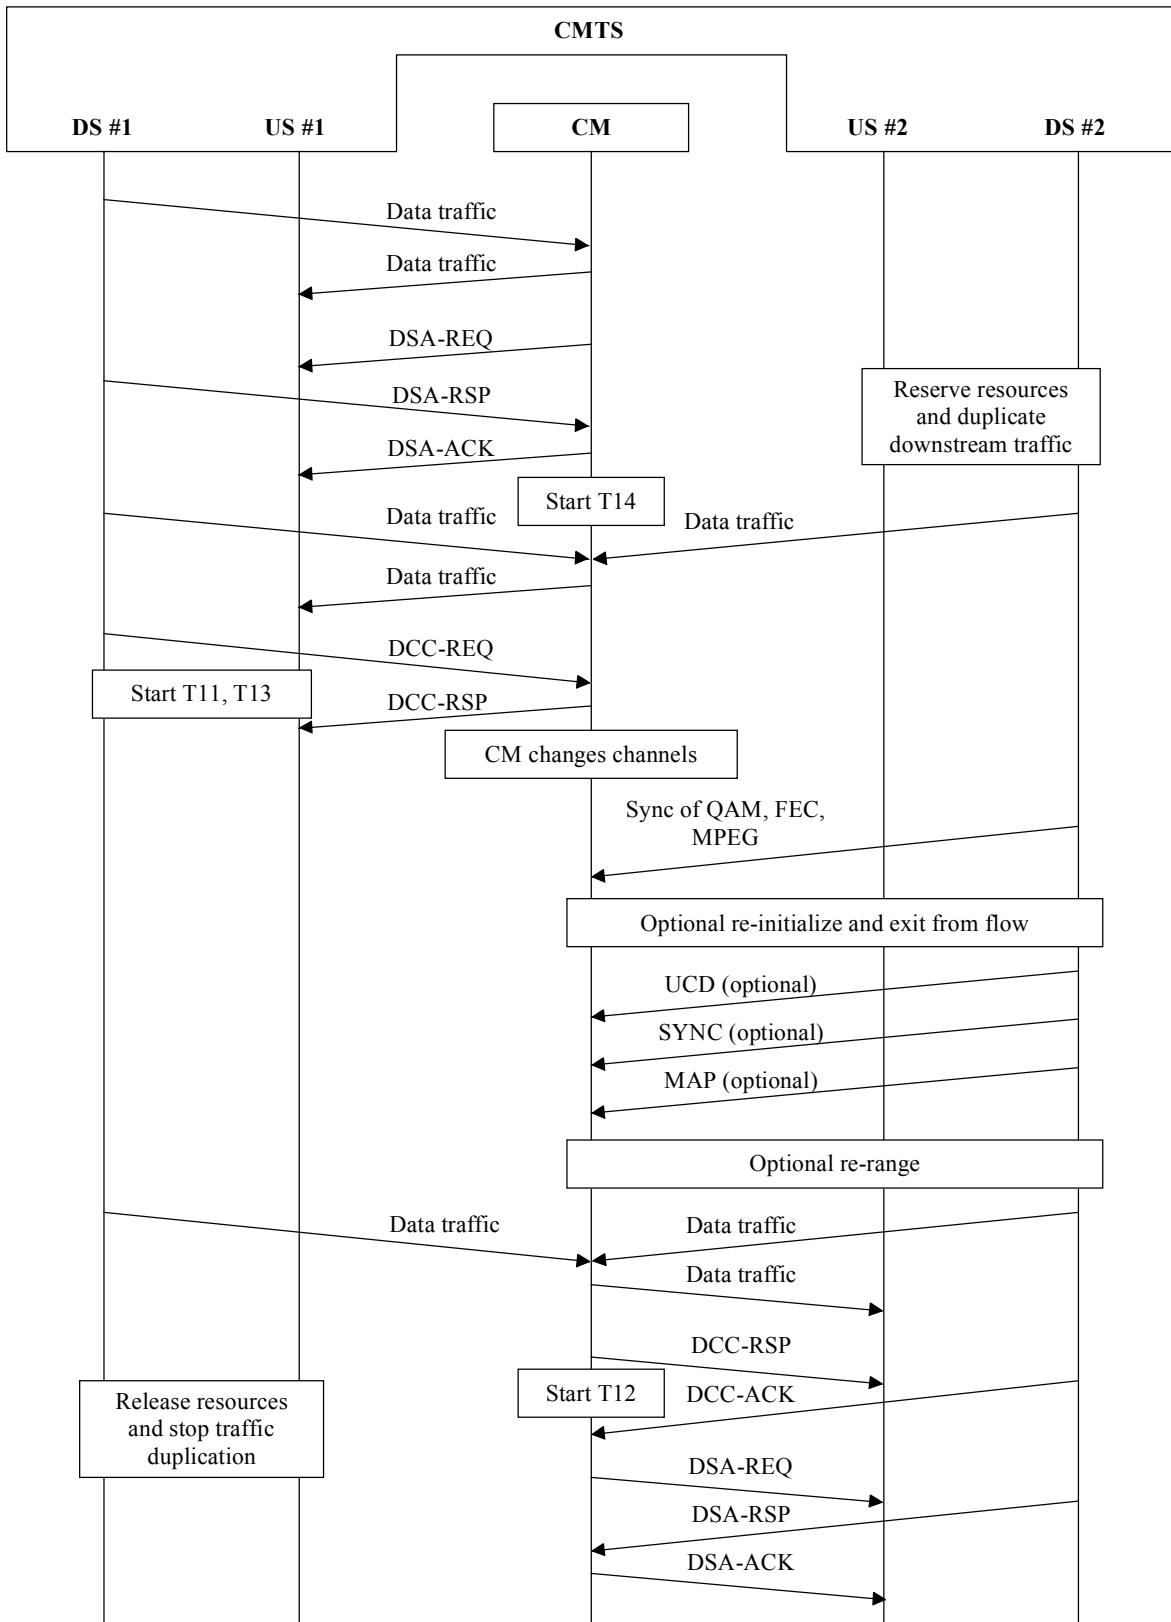 CMTS
DS #1
US #1
CM
US #2
DS #2
Data traffic
Data traffic
DSA-REQ
DSA-RSP
Reserve resources
and duplicate
downstream traffic
DSA-ACK
Start T14
Data traffic
Data traffic
Data traffic
DCC-REQ
Start T11, T13
DCC-RSP
CM changes channels
Sync of QAM, FEC,
MPEG
Optional re-initialize and exit from flow
UCD (optional)
SYNC (optional)
MAP (optional)
Optional re-range
Data traffic
Data traffic
Data traffic
DCC-RSP
Start T12
DCC-ACK
Release resources
and stop traffic
duplication
DSA-REQ
DSA-RSP
DSA-ACK